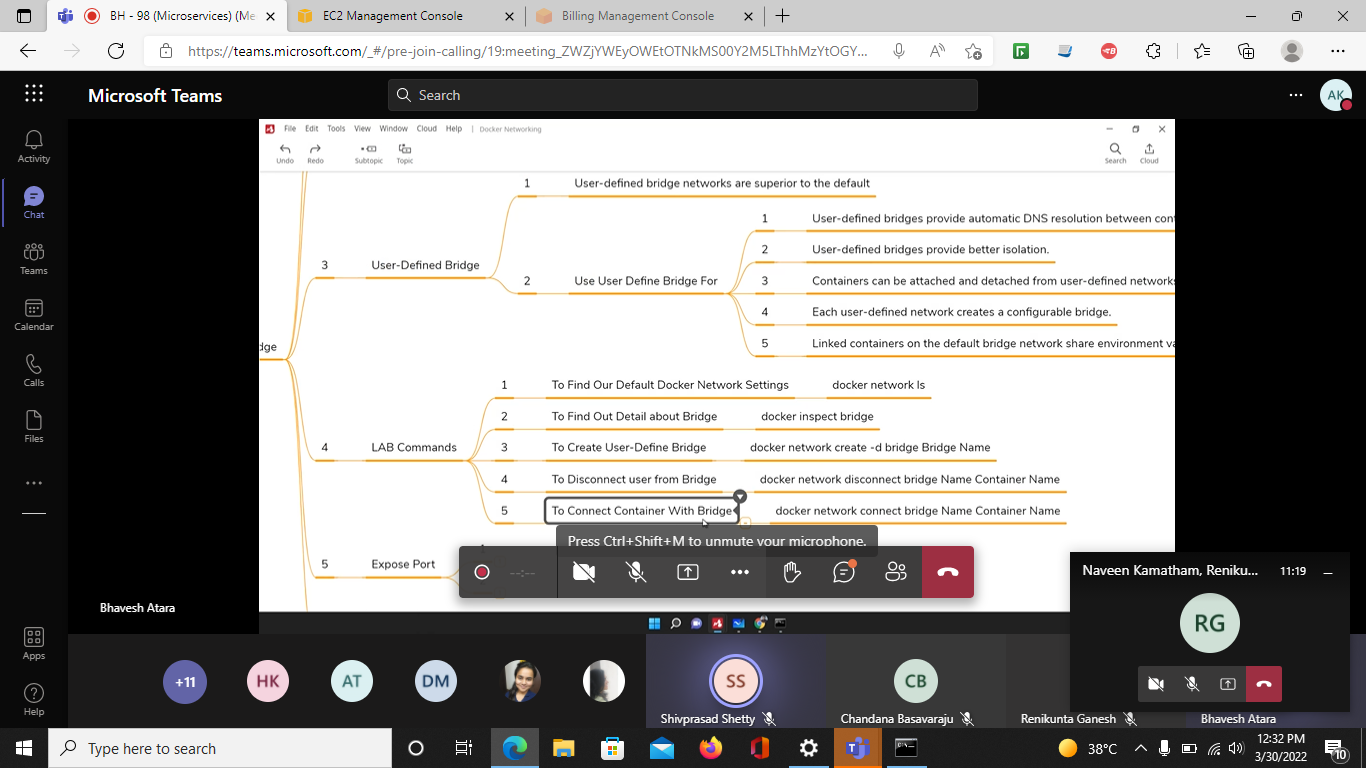 BH - 98 (Microservices) (Me
EC2 Management Console
Billing Management Console
https://teams.microsoft.com/_#/pre-join-calling/19:meeting_ZWZjYWEyOWEtOTNkMS00Y2M5LThhMzYtOGY...
Microsoft Teams
Search
AK
Activity
Chat
Teams
Calendar
Calls
Files
Apps
Help
File Edit Tools View Window Cloud Help | Docker Networking
Undo Redo Subtopic Topic Search Cloud
1 User-defined bridge networks are superior to the default
1 User-defined bridges provide automatic DNS resolution between con
2 User-defined bridges provide better isolation.
3 User-Defined Bridge
2 Use User Define Bridge For
3 Containers can be attached and detached from user-defined networks
4 Each user-defined network creates a configurable bridge.
5 Linked containers on the default bridge network share environment va
dge
1 To Find Our Default Docker Network Settings docker network ls
2 To Find Out Detail about Bridge docker inspect bridge
4 LAB Commands
3 To Create User-Define Bridge docker network create -d bridge Bridge Name
4 To Disconnect user from Bridge docker network disconnect bridge Name Container Name
5 To Connect Container With Bridge docker network connect bridge Name Container Name
Press Ctrl+Shift+M to unmute your microphone.
5 Expose Port
1
--:--
Bhavesh Atara
Naveen Kamatham, Reniku... 11:19
RG
+11
HK
AT
DM
SS
CB
Shivprasad Shetty
Chandana Basavaraju
Renikunta Ganesh
Bhavesh Atara
Type here to search
38°C
12:32 PM
3/30/2022
10